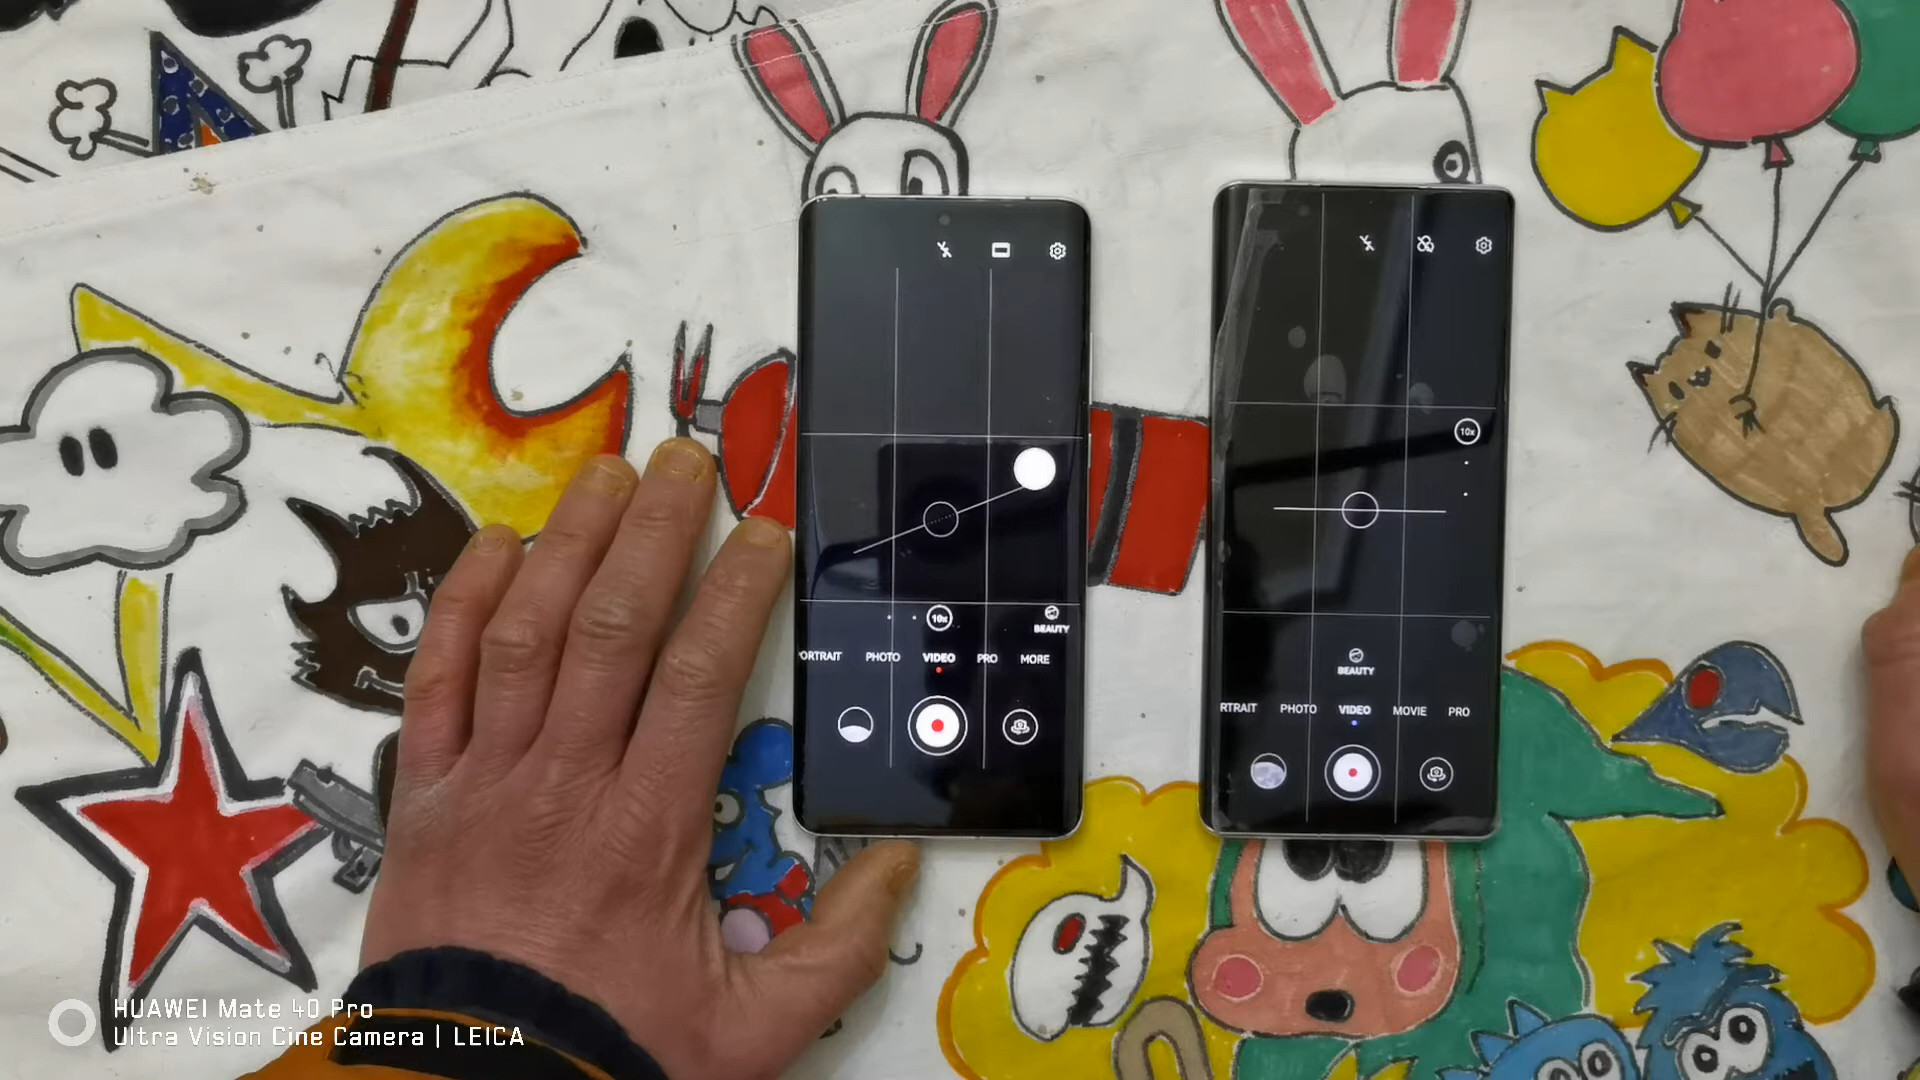 10x
10x
BEAUTY
ORTRAIT PHOTO VIDEO PRO MORE
BEAUTY
RTRAIT PHOTO VIDEO MOVIE PRO
HUAWEI Mate 40 Pro
Ultra Vision Cine Camera | LEICA